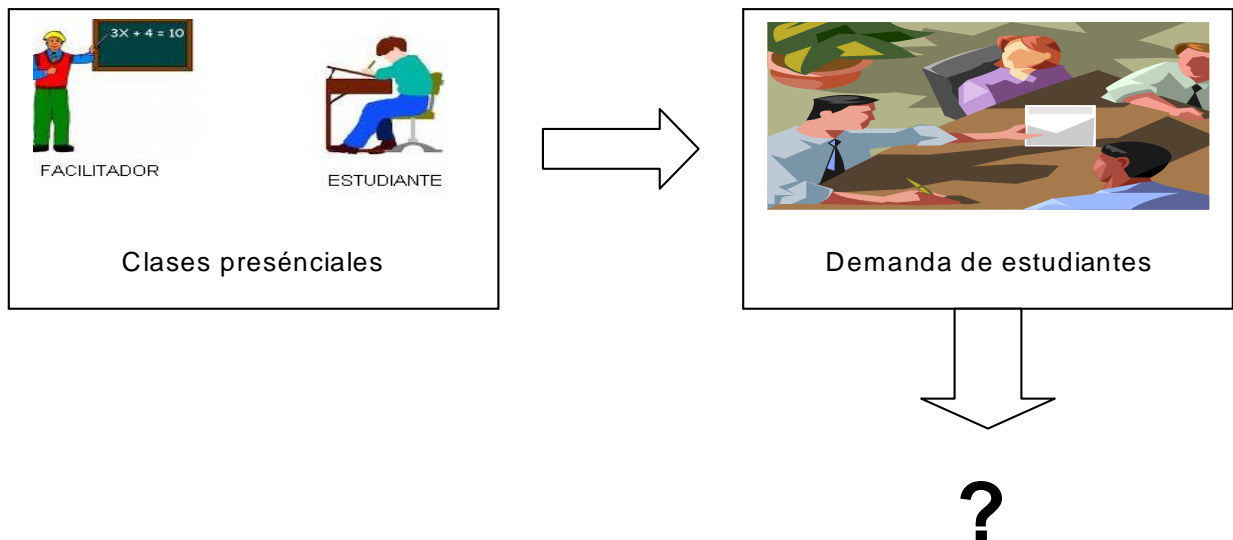 3X + 4 = 10
FACILITADOR
ESTUDIANTE
Clases presénciales
Demanda de estudiantes
?